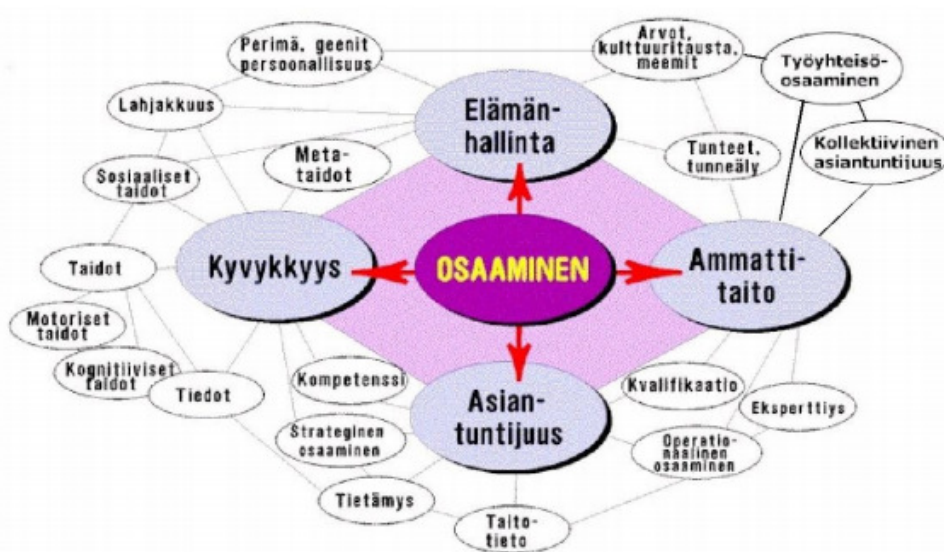 Perimä, geenit
persoonallisuus
Arvot,
kulttuuritausta,
meemit
Työyhteisö-
osaaminen
Lahjakkuus
Elämän-
hallinta
Meta-
taidot
Tunteet,
tunneäly
Kollektiivinen
asiantuntijuus
Sosiaaliset
taidot
Taidot
Kyvykkyys
OSAAMINEN
Ammatti-
taito
Motoriset
taidot
Kognitiiviset
taidot
Tiedot
Kompetenssi
Asian-
tuntijuus
Kvalifikaatio
Eksperttiys
Strateginen
osaaminen
Operatio-
naalinen
osaaminen
Tietämys
Taito-
tieto